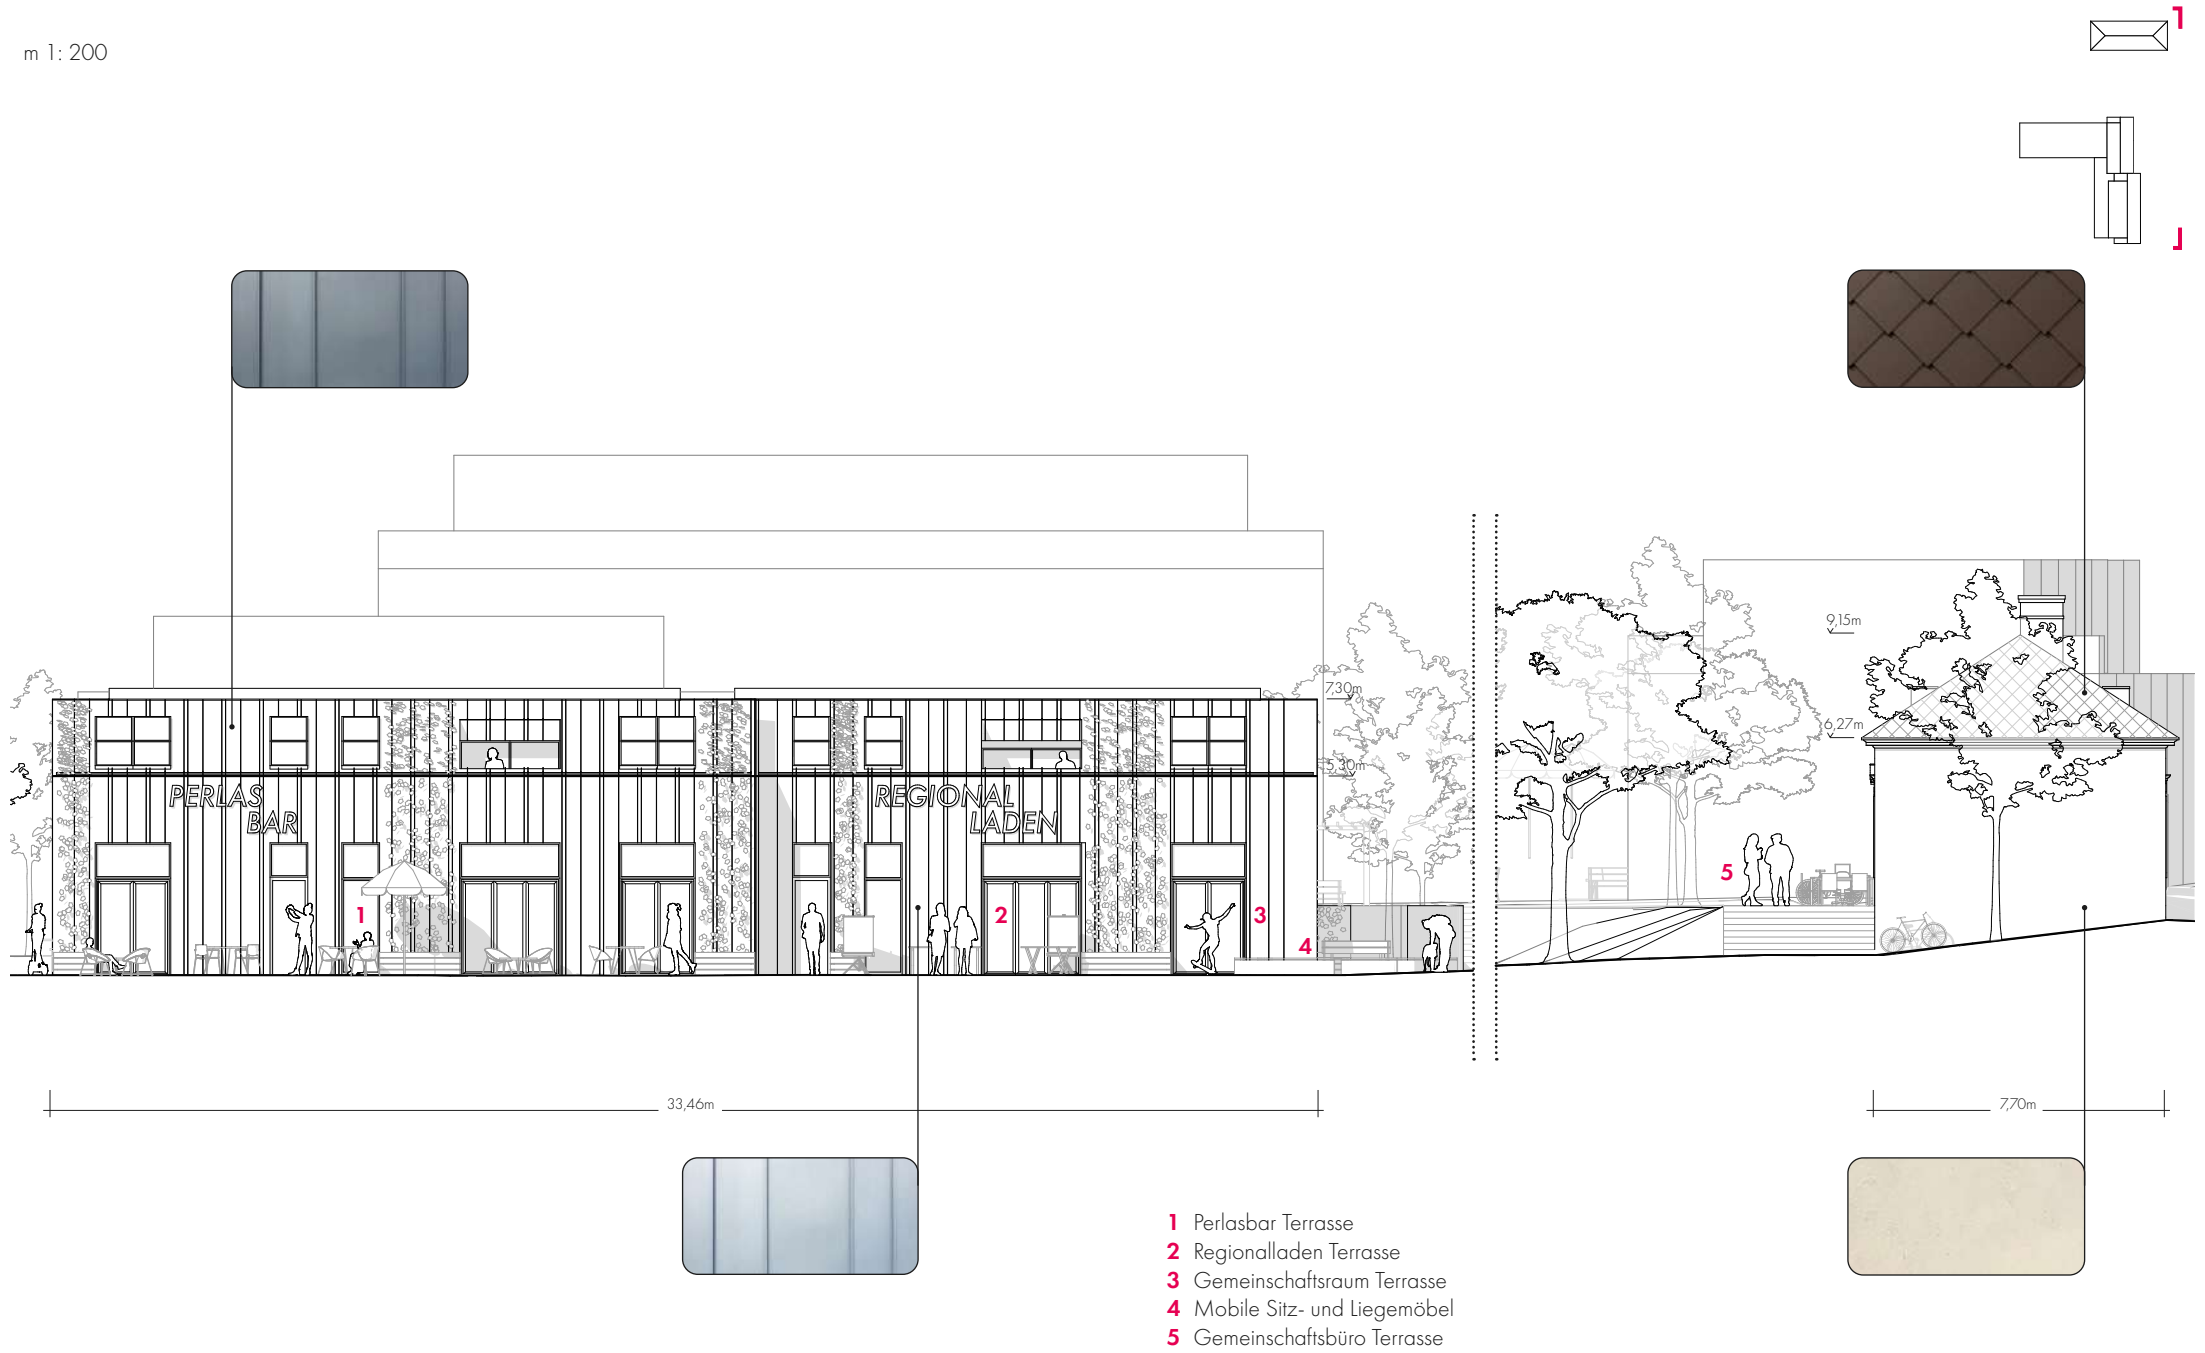 m 1: 200
9,15m
7,30m
6,27m
5,30m
PERLAS
BAR
REGIONAL
LADEN
5
1
2
3
4
33,46m
7,70m
1 Perlasbar Terrasse
2 Regionalladen Terrasse
3 Gemeinschaftsraum Terrasse
4 Mobile Sitz- und Liegemöbel
5 Gemeinschaftsbüro Terrasse